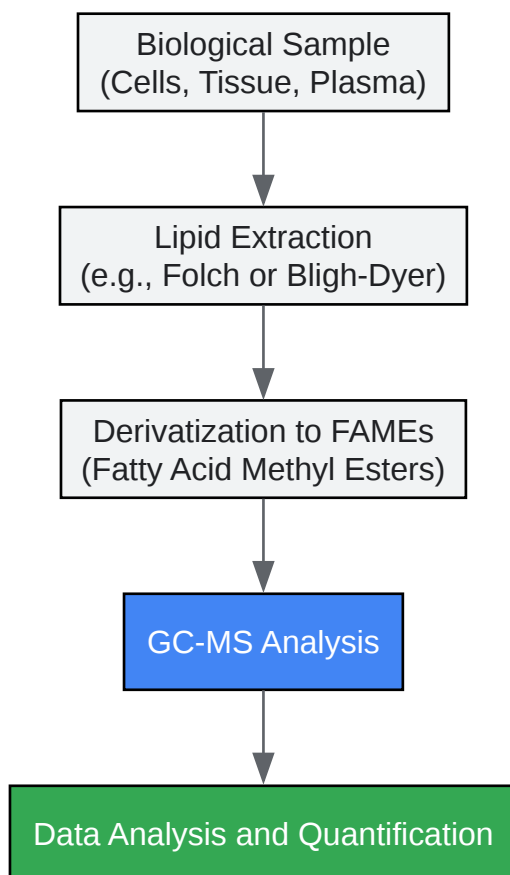 Biological Sample
(Cells, Tissue, Plasma)
Lipid Extraction
(e.g., Folch or Bligh-Dyer)
Derivatization to FAMEs
(Fatty Acid Methyl Esters)
GC-MS Analysis
Data Analysis and Quantification